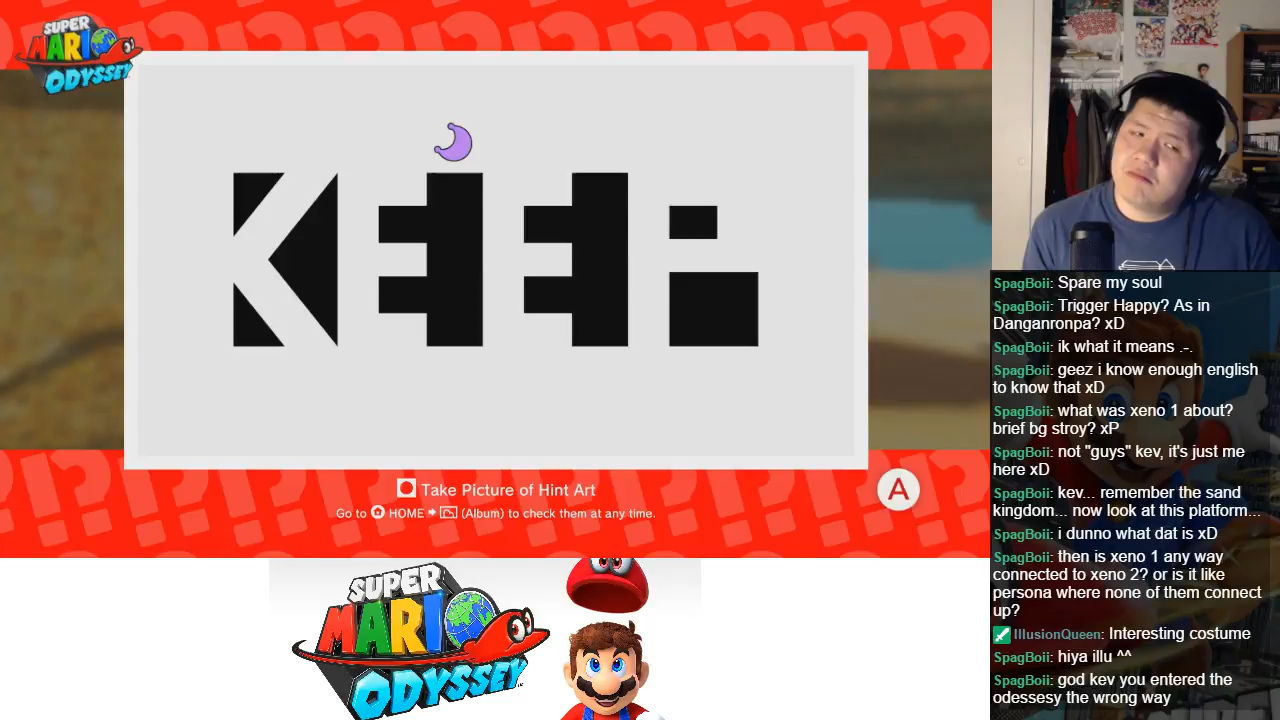 SUPER
MARIO
ODYSSEY
KEEP
Take Picture of Hint Art
Go to HOME → (Album) to check them at any time.
A
SUPER
MARIO
ODYSSEY
SpagBoii: Spare my soul
SpagBoii: Trigger Happy? As in
Danganronpa? xD
SpagBoii: ik what it means .-.
SpagBoii: geez i know enough english
to know that xD
SpagBoii: what was xeno 1 about?
brief bg stroy? xP
SpagBoii: not "guys" kev, it's just me
here xD
SpagBoii: kev... remember the sand
kingdom... now look at this platform...
SpagBoii: i dunno what dat is xD
SpagBoii: then is xeno 1 any way
connected to xeno 2? or is it like
persona where none of them connect
up?
IllusionQueen: Interesting costume
SpagBoii: hiya illu ^^
SpagBoii: god kev you entered the
odessesy the wrong way